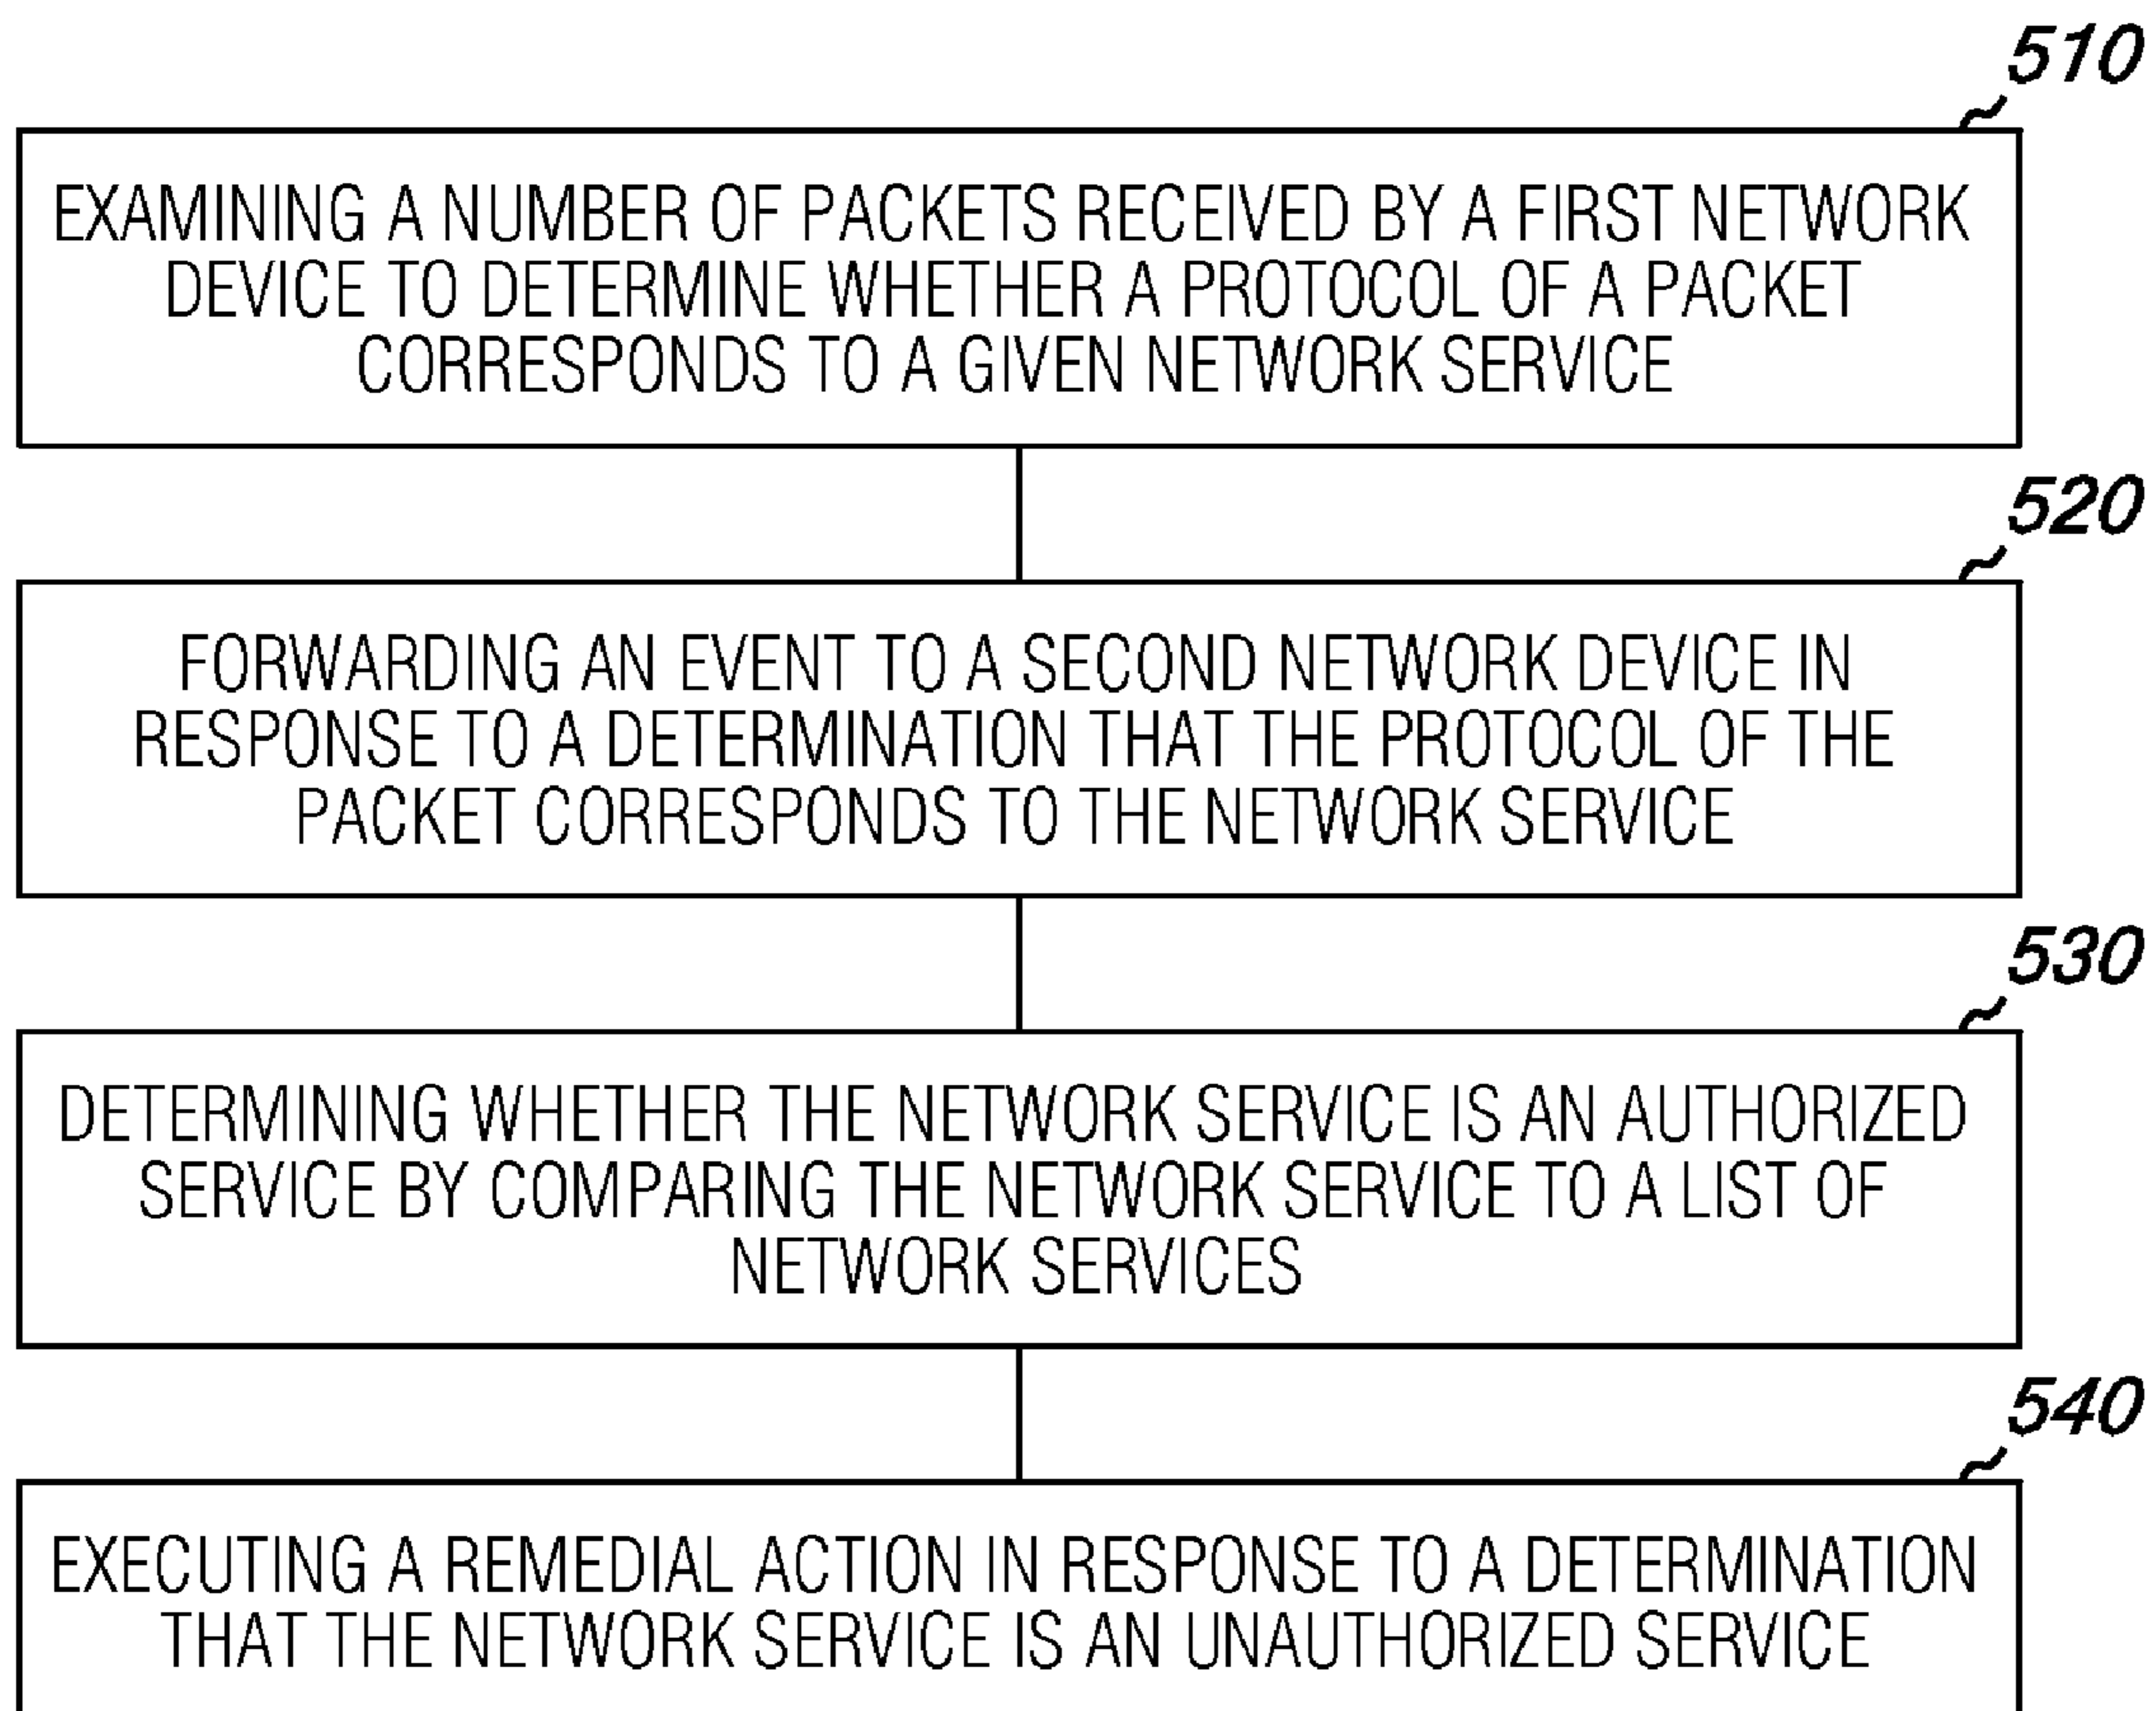 510
EXAMINING A NUMBER OF PACKETS RECEIVED BY A FIRST NETWORK
DEVICE TO DETERMINE WHETHER A PROTOCOL OF A PACKET
CORRESPONDS TO A GIVEN NETWORK SERVICE
520
FORWARDING AN EVENT TO A SECOND NETWORK DEVICE IN
RESPONSE TO A DETERMINATION THAT THE PROTOCOL OF THE
PACKET CORRESPONDS TO THE NETWORK SERVICE
530
DETERMINING WHETHER THE NETWORK SERVICE IS AN AUTHORIZED
SERVICE BY COMPARING THE NETWORK SERVICE TO A LIST OF
NETWORK SERVICES
540
EXECUTING A REMEDIAL ACTION IN RESPONSE TO A DETERMINATION
THAT THE NETWORK SERVICE IS AN UNAUTHORIZED SERVICE